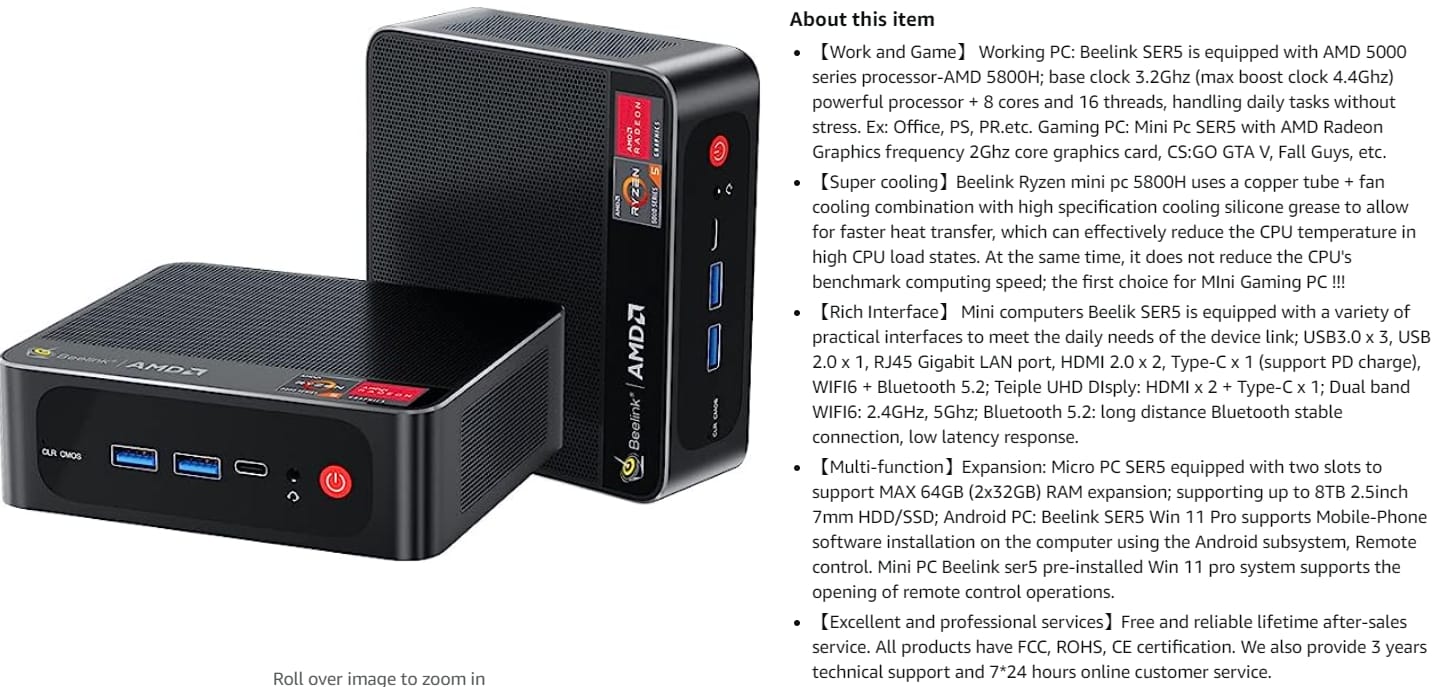 AMD
RADEON
GRAPHICS
AMD
RYZEN
5
5000 SERIES
Beelink® | AMD
CLR CMOS
Beelink® | AMD
RYZEN
5
RADEON
GRAPHICS
CLR CMOS
Roll over image to zoom in
About this item
• 【Work and Game】 Working PC: Beelink SER5 is equipped with AMD 5000
series processor-AMD 5800H; base clock 3.2Ghz (max boost clock 4.4Ghz)
powerful processor + 8 cores and 16 threads, handling daily tasks without
stress. Ex: Office, PS, PR.etc. Gaming PC: Mini Pc SER5 with AMD Radeon
Graphics frequency 2Ghz core graphics card, CS:GO GTA V, Fall Guys, etc.
• 【Super cooling】Beelink Ryzen mini pc 5800H uses a copper tube + fan
cooling combination with high specification cooling silicone grease to allow
for faster heat transfer, which can effectively reduce the CPU temperature in
high CPU load states. At the same time, it does not reduce the CPU's
benchmark computing speed; the first choice for MIni Gaming PC !!!
• 【Rich Interface】 Mini computers Beelik SER5 is equipped with a variety of
practical interfaces to meet the daily needs of the device link; USB3.0 x 3, USB
2.0 x 1, RJ45 Gigabit LAN port, HDMI 2.0 x 2, Type-C x 1 (support PD charge),
WIFI6 + Bluetooth 5.2; Teiple UHD DIsply: HDMI x 2 + Type-C x 1; Dual band
WIFI6: 2.4GHz, 5Ghz; Bluetooth 5.2: long distance Bluetooth stable
connection, low latency response.
• 【Multi-function】Expansion: Micro PC SER5 equipped with two slots to
support MAX 64GB (2x32GB) RAM expansion; supporting up to 8TB 2.5inch
7mm HDD/SSD; Android PC: Beelink SER5 Win 11 Pro supports Mobile-Phone
software installation on the computer using the Android subsystem, Remote
control. Mini PC Beelink ser5 pre-installed Win 11 pro system supports the
opening of remote control operations.
• 【Excellent and professional services】Free and reliable lifetime after-sales
service. All products have FCC, ROHS, CE certification. We also provide 3 years
technical support and 7*24 hours online customer service.